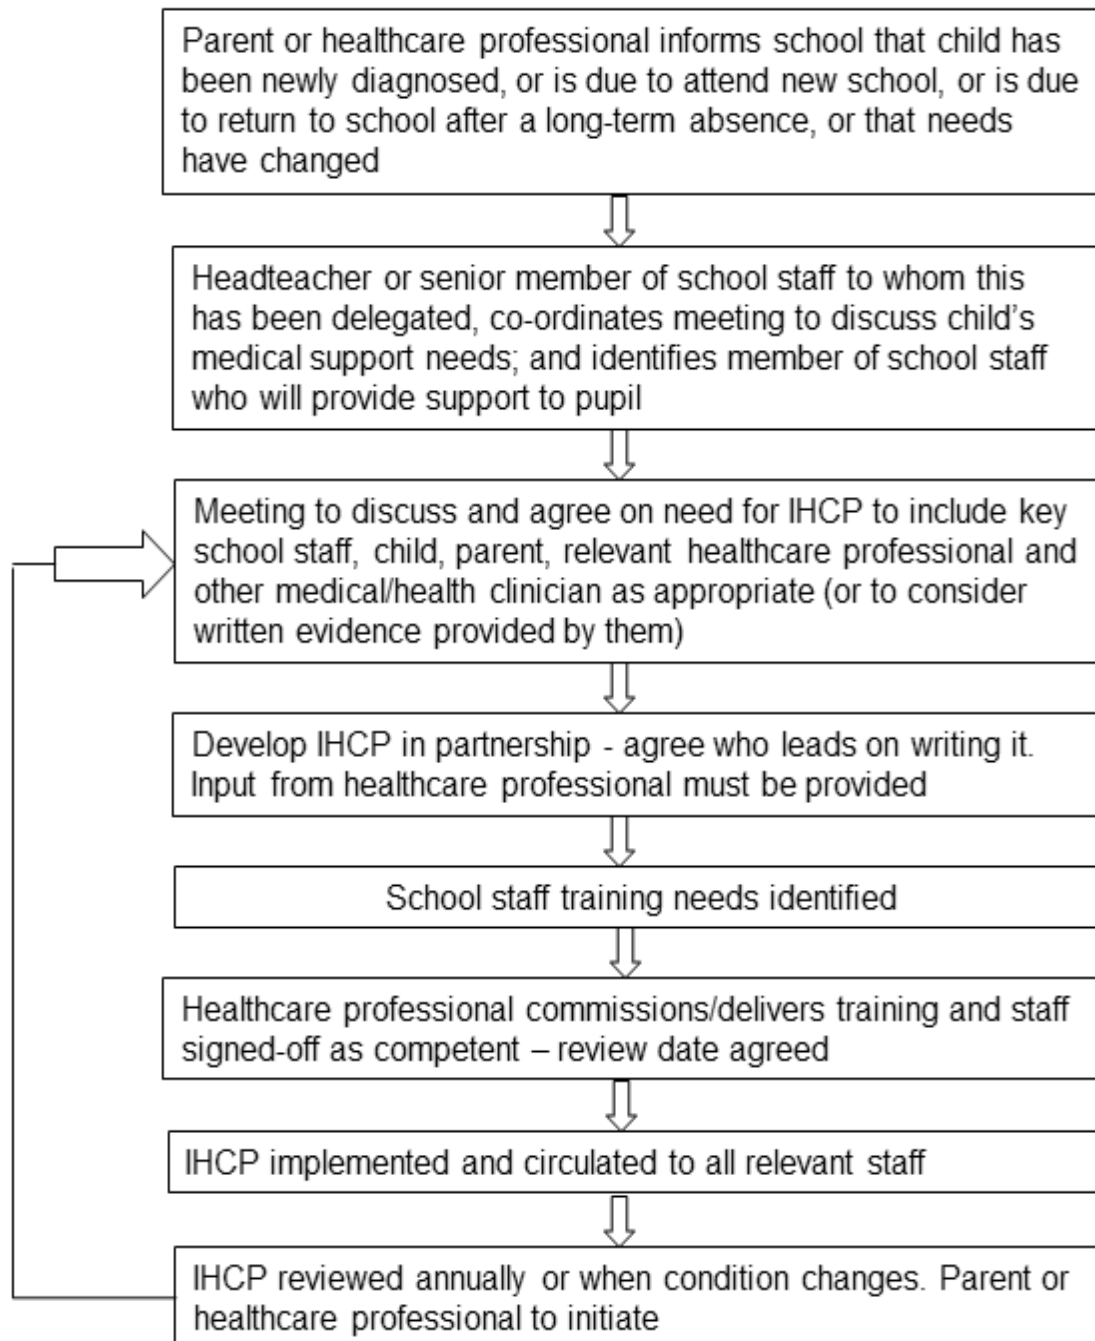 Parent or healthcare professional informs school that child has
been newly diagnosed, or is due to attend new school, or is due
to return to school after a long-term absence, or that needs
have changed
Headteacher or senior member of school staff to whom this
has been delegated, co-ordinates meeting to discuss child's
medical support needs; and identifies member of school staff
who will provide support to pupil
Meeting to discuss and agree on need for IHCP to include key
school staff, child, parent, relevant healthcare professional and
other medical/health clinician as appropriate (or to consider
written evidence provided by them)
Develop IHCP in partnership - agree who leads on writing it.
Input from healthcare professional must be provided
School staff training needs identified
Healthcare professional commissions/delivers training and staff
signed-off as competent – review date agreed
IHCP implemented and circulated to all relevant staff
IHCP reviewed annually or when condition changes. Parent or
healthcare professional to initiate